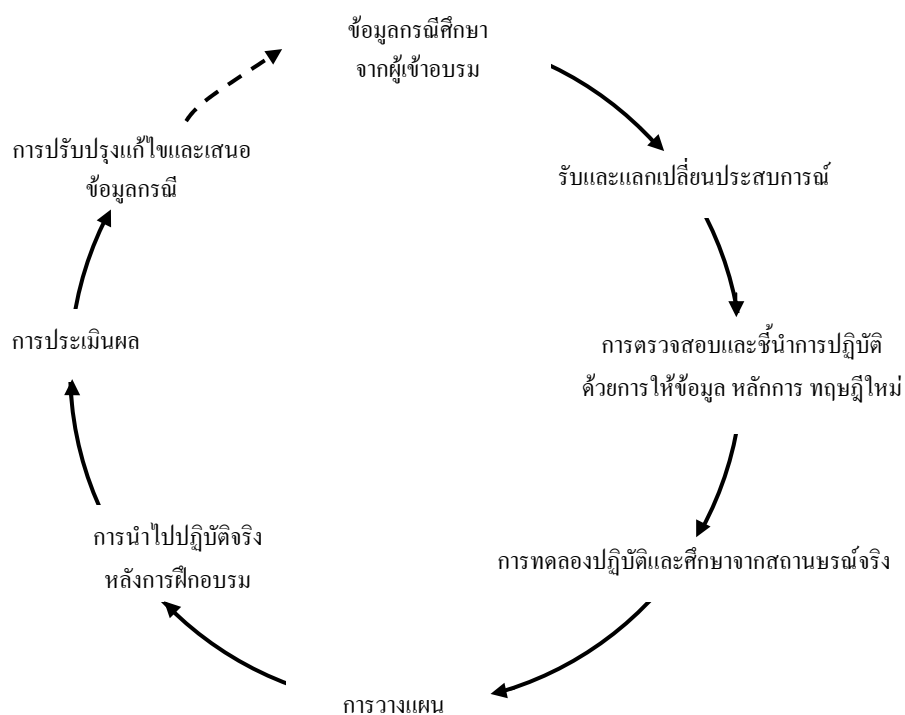 ข้อมูลกรณีศึกษา
จากผู้เข้าอบรม
รับและแลกเปลี่ยนประสบการณ์
การตรวจสอบและชี้นำการปฏิบัติ
ด้วยการให้ข้อมูล หลักการ ทฤษฎีใหม่
การทดลองปฏิบัติและศึกษาจากสถานษรณ์จริง
การวางแผน
การนำไปปฏิบัติจริง
หลังการฝึกอบรม
การประเมินผล
การปรับปรุงแก้ไขและเสนอ
ข้อมูลกรณี